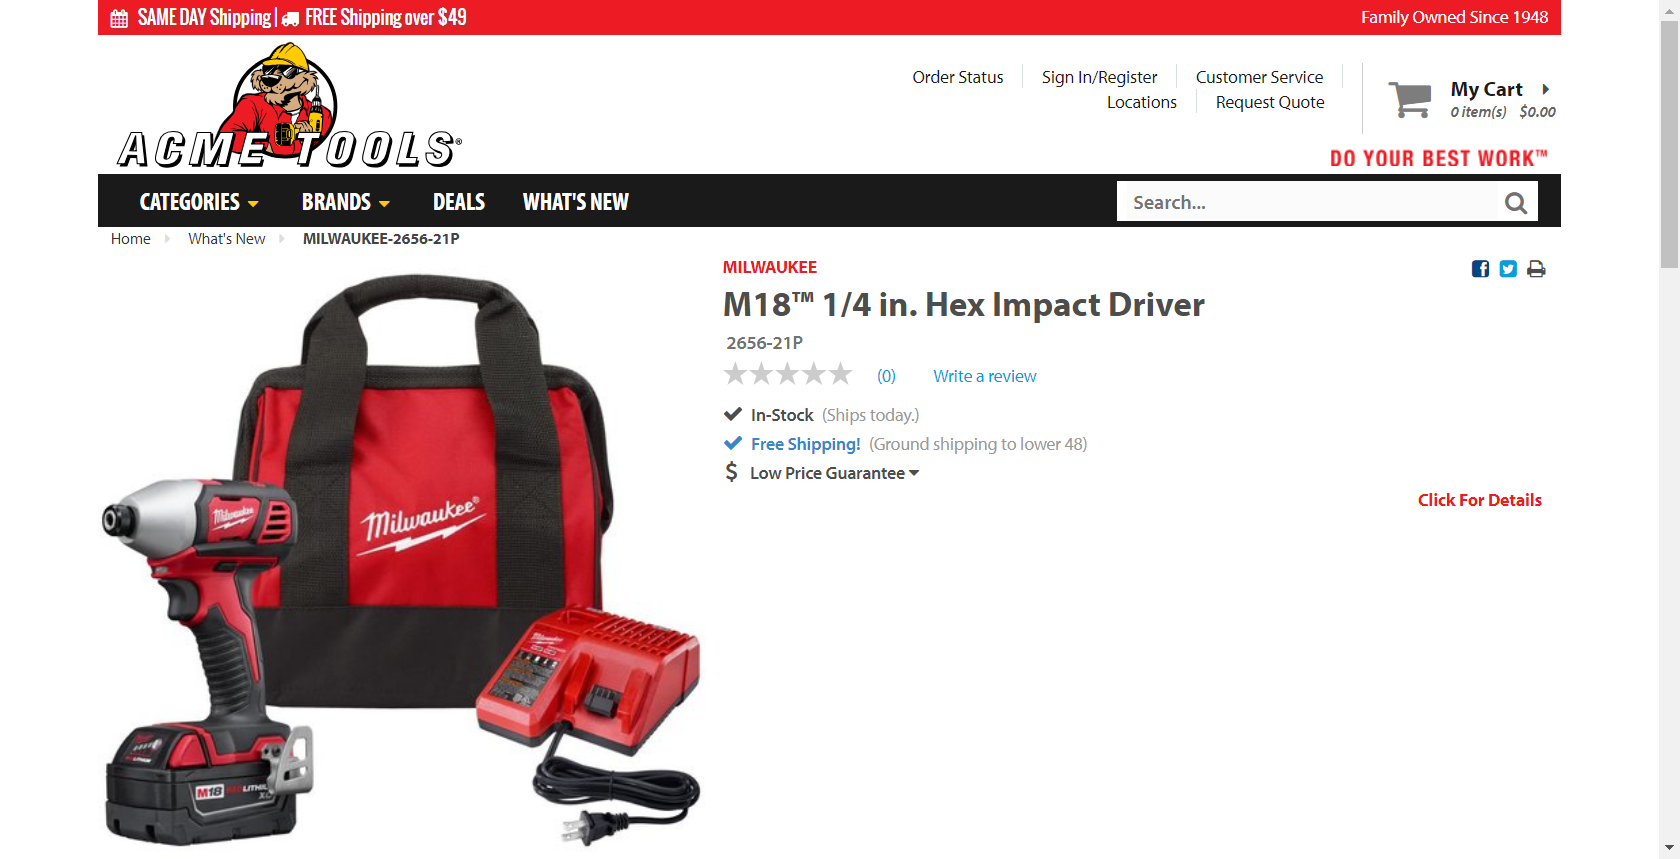 SAME DAY Shipping | FREE Shipping over $49
Family Owned Since 1948
ACME TOOLS®
Order Status
Sign In/Register
Customer Service
Locations
Request Quote
My Cart
0 item(s) $0.00
DO YOUR BEST WORK™
CATEGORIES
BRANDS
DEALS
WHAT'S NEW
Search...
Home
What's New
MILWAUKEE-2656-21P
MILWAUKEE
M18™ 1/4 in. Hex Impact Driver
2656-21P
(0)
Write a review
In-Stock (Ships today.)
Free Shipping! (Ground shipping to lower 48)
$ Low Price Guarantee
Click For Details
Milwaukee®
Milwaukee
Milwaukee
M18